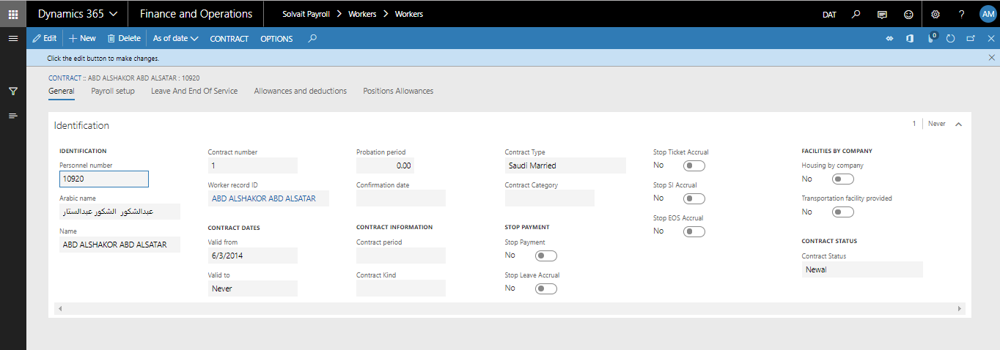 Dynamics 365 Finance and Operations Solvait Payroll > Workers > Workers DAT ? AM
Edit + New Delete As of date CONTRACT OPTIONS 0
Click the edit button to make changes.
CONTRACT :: ABD ALSHAKOR ABD ALSATAR : 10920
General Payroll setup Leave And End Of Service Allowances and deductions Positions Allowances
Identification 1 Never
IDENTIFICATION
Personnel number
10920
Arabic name
عبدالشكور الشكور عبدالستار
Name
ABD ALSHAKOR ABD ALSATAR
Contract number
1
Worker record ID
ABD ALSHAKOR ABD ALSATAR
CONTRACT DATES
Valid from
6/3/2014
Valid to
Never
Probation period
0.00
Confirmation date
CONTRACT INFORMATION
Contract period
Contract Kind
Contract Type
Saudi Married
Contract Category
STOP PAYMENT
Stop Payment
No
Stop Leave Accrual
No
Stop Ticket Accrual
No
Stop SI Accrual
No
Stop EOS Accrual
No
FACILITIES BY COMPANY
Housing by company
No
Transportation facility provided
No
CONTRACT STATUS
Contract Status
Newal